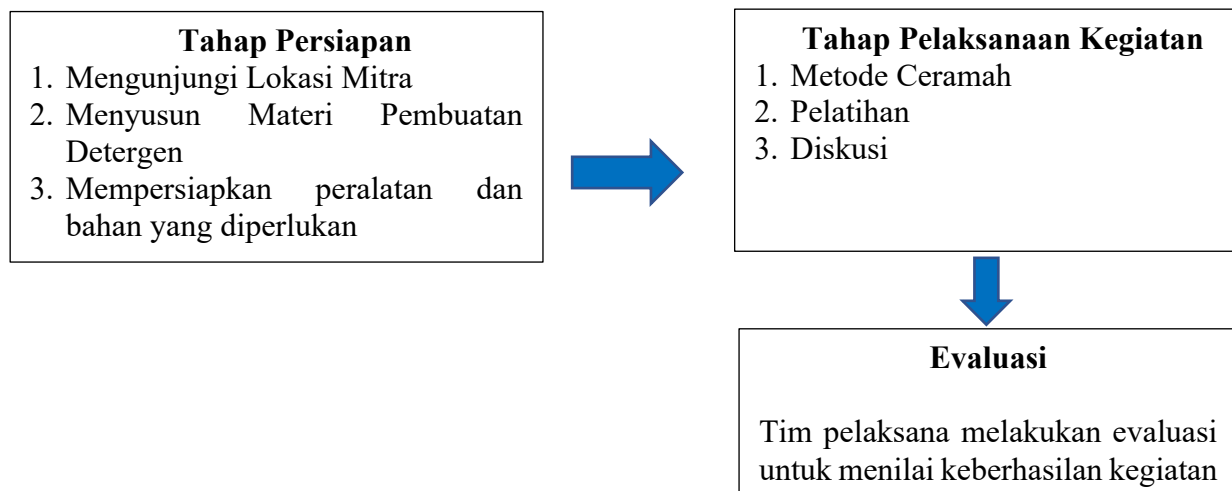 Tahap Persiapan
1. Mengunjungi Lokasi Mitra
2. Menyusun Materi Pembuatan
Detergen
3. Mempersiapkan peralatan dan
bahan yang diperlukan
Tahap Pelaksanaan Kegiatan
1. Metode Ceramah
2. Pelatihan
3. Diskusi
Evaluasi
Tim pelaksana melakukan evaluasi
untuk menilai keberhasilan kegiatan